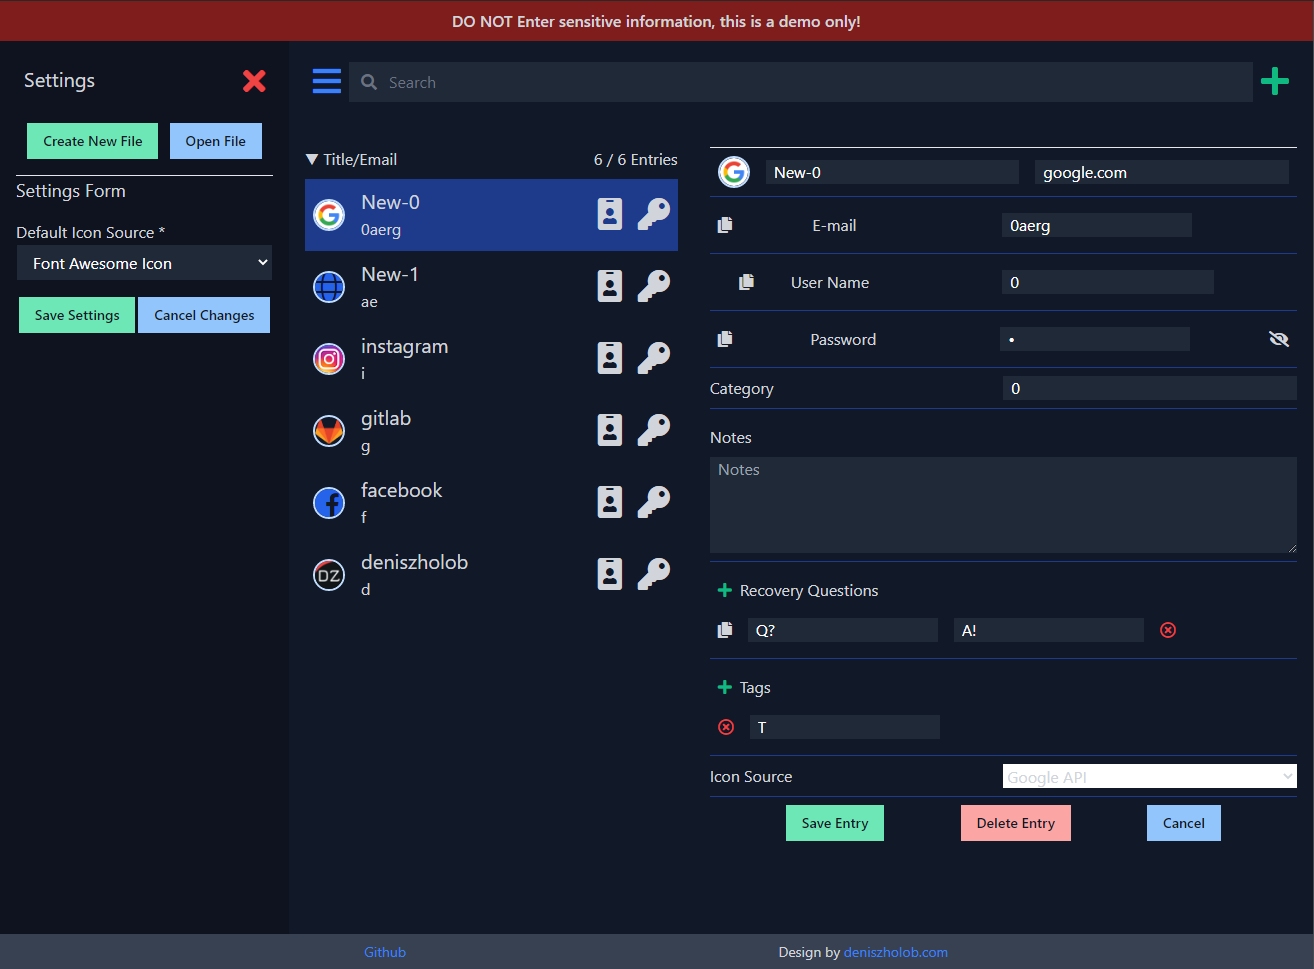 DO NOT Enter sensitive information, this is a demo only!
Settings
Create New File
Open File
Settings Form
Default Icon Source *
Font Awesome Icon
Save Settings
Cancel Changes
Search
▼ Title/Email
6 / 6 Entries
New-0
0aerg
New-1
ae
instagram
i
gitlab
g
facebook
f
DZ
deniszholob
d
New-0
google.com
E-mail
0aerg
User Name
0
Password
•
Category
0
Notes
Notes
Recovery Questions
Q?
A!
Tags
T
Icon Source
Google API
Save Entry
Delete Entry
Cancel
Github
Design by deniszholob.com